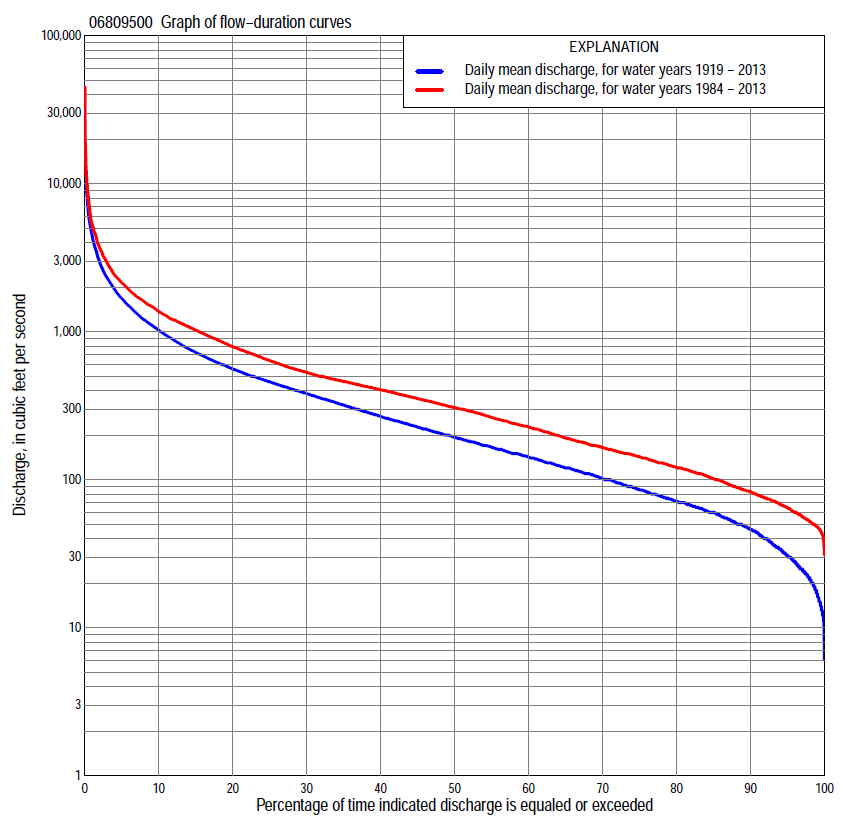 06809500 Graph of flow−duration curves
EXPLANATION
Daily mean discharge, for water years 1919 − 2013
Daily mean discharge, for water years 1984 − 2013
Discharge, in cubic feet per second
100,000
30,000
10,000
3,000
1,000
300
100
30
10
3
1
0 10 20 30 40 50 60 70 80 90 100
Percentage of time indicated discharge is equaled or exceeded